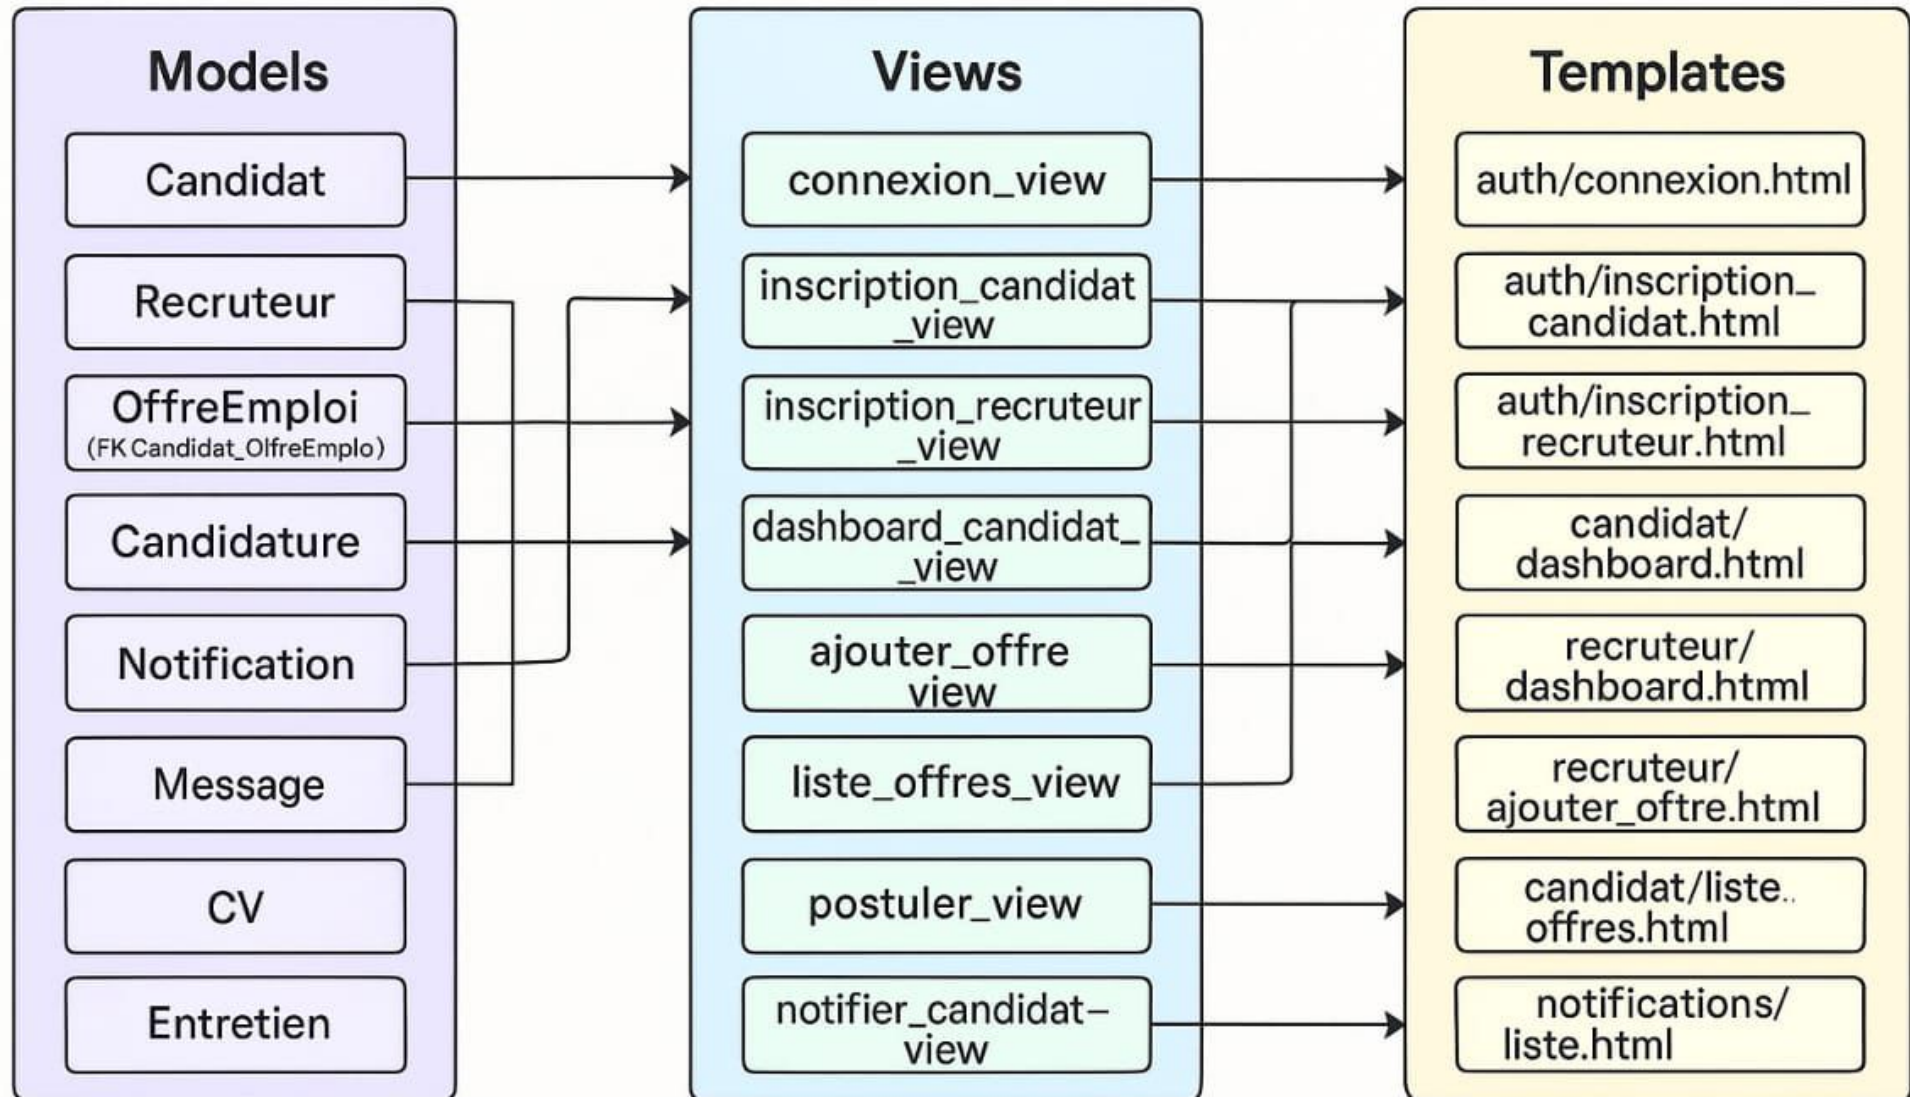 Models
Candidat
Recruteur
OffreEmploi
(FK Candidat_OlfreEmplo)
Candidature
Notification
Message
CV
Entretien
Views
connexion_view
inscription_candidat
_view
inscription_recruteur
_view
dashboard_candidat_
_view
ajouter_offre
view
liste_offres_view
postuler_view
notifier_candidat–
view
Templates
auth/connexion.html
auth/inscription_
candidat.html
auth/inscription_
recruteur.html
candidat/
dashboard.html
recruteur/
dashboard.htmml
recruteur/
ajouter_oftre.html
candidat/liste..
offres.html
notifications/
liste.html